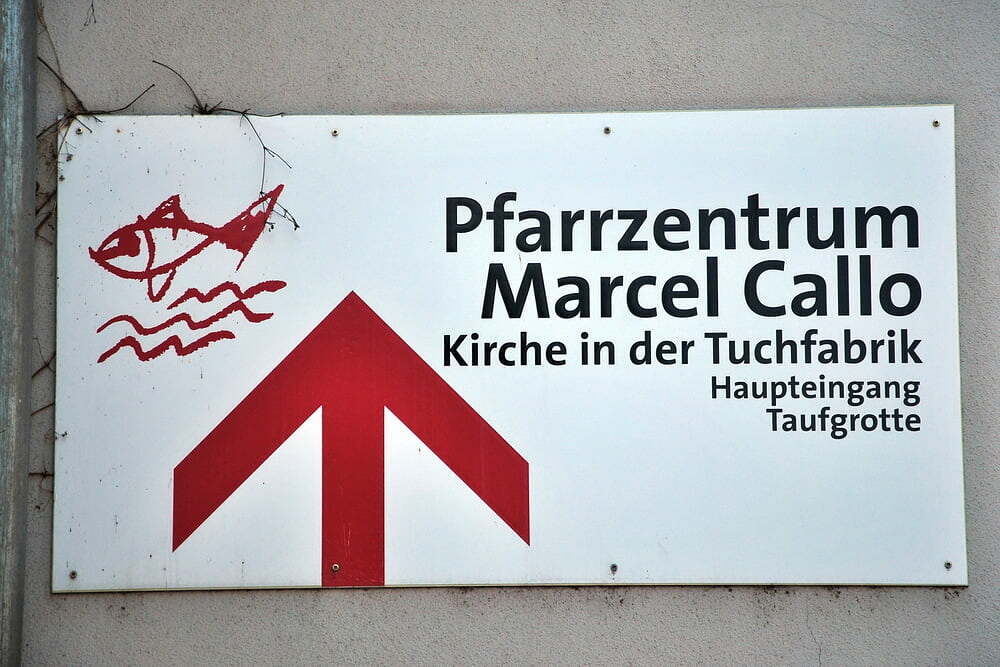 Pfarrzentrum
Marcel Callo
Kirche in der Tuchfabrik
Haupteingang
Taufgrotte